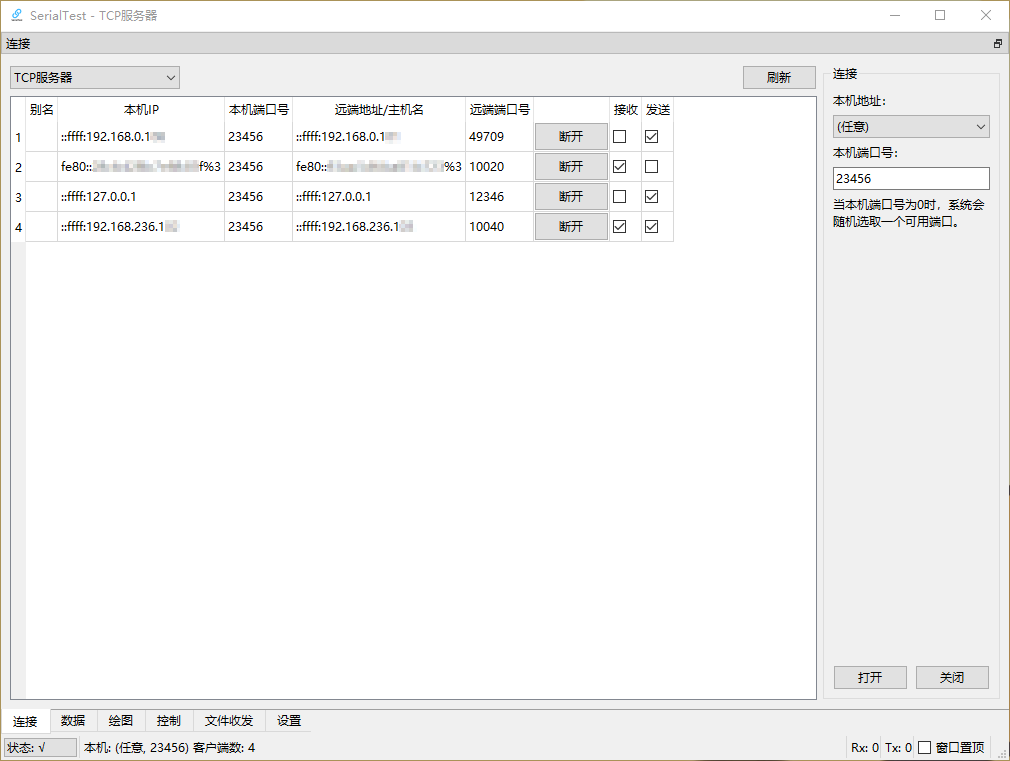 SerialTest - TCP服务器
连接
TCP服务器
刷新
别名 本机IP 本机端口号 远端地址/主机名 远端端口号 接收 发送
1 ::ffff:192.168.0.1 23456 ::ffff:192.168.0.1 49709 断开
2 fe80:: f%3 23456 fe80:: %3 10020 断开
3 ::ffff:127.0.0.1 23456 ::ffff:127.0.0.1 12346 断开
4 ::ffff:192.168.236.1 23456 ::ffff:192.168.236.1 10040 断开
连接
本机地址:
(任意)
本机端口号:
23456
当本机端口号为0时，系统会
随机选取一个可用端口。
打开 关闭
连接 数据 绘图 控制 文件收发 设置
状态: √ 本机: (任意, 23456) 客户端数: 4 Rx: 0 Tx: 0 窗口置顶